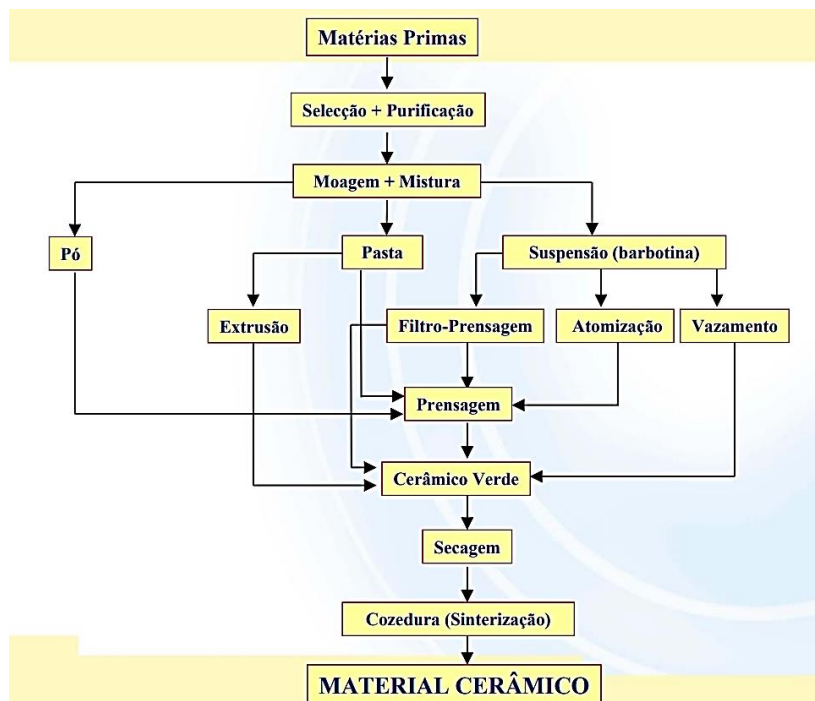 Matérias Primas
Selecção + Purificação
Moagem + Mistura
Pó
Pasta
Suspensão (barbotina)
Extrusão
Filtro-Prensagem
Atomização
Vazamento
Prensagem
Cerâmico Verde
Secagem
Cozedura (Sinterização)
MATERIAL CERÂMICO